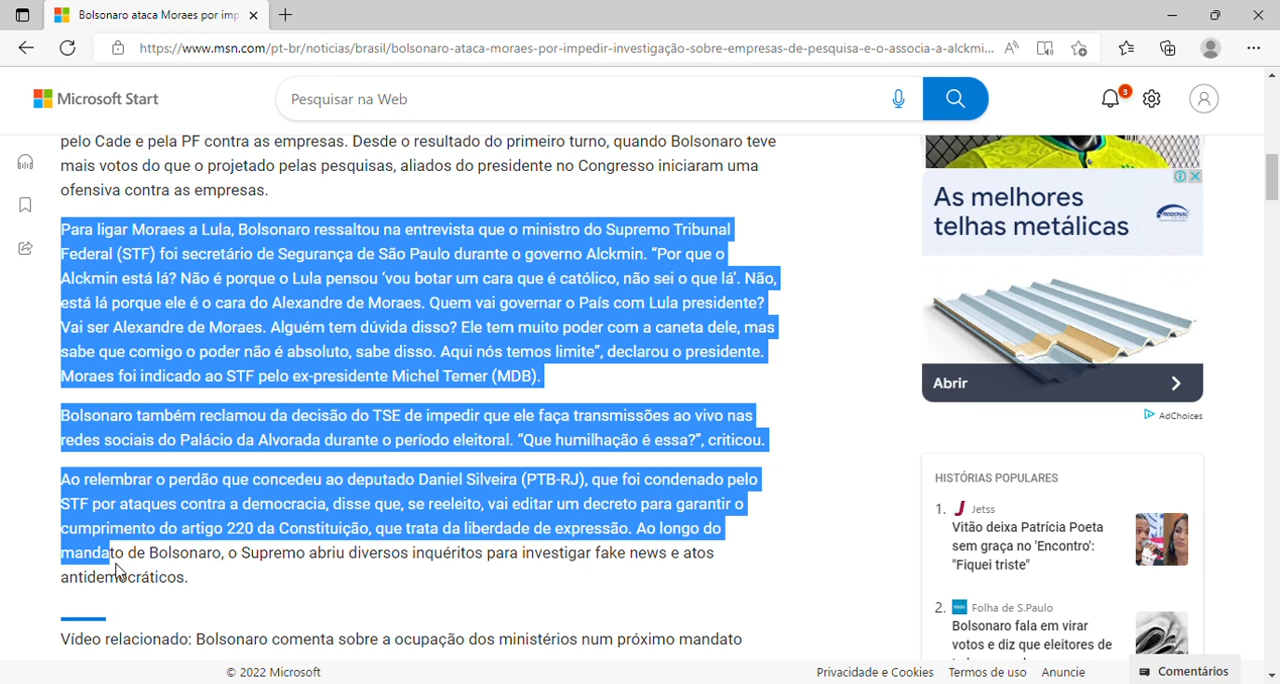 Bolsonaro ataca Moraes por imp
https://www.msn.com/pt-br/noticias/brasil/bolsonaro-ataca-moraes-por-impedir-investigação-sobre-empresas-de-pesquisa-e-o-associa-a-alckmi...
Microsoft Start
Pesquisar na Web
3
pelo Cade e pela PF contra as empresas. Desde o resultado do primeiro turno, quando Bolsonaro teve
mais votos do que o projetado pelas pesquisas, aliados do presidente no Congresso iniciaram uma
ofensiva contra as empresas.
Para ligar Moraes a Lula, Bolsonaro ressaltou na entrevista que o ministro do Supremo Tribunal
Federal (STF) foi secretário de Segurança de São Paulo durante o governo Alckmin. “Por que o
Alckmin está lá? Não é porque o Lula pensou ‘vou botar um cara que é católico, não sei o que lá’. Não,
está lá porque ele é o cara do Alexandre de Moraes. Quem vai governar o País com Lula presidente?
Vai ser Alexandre de Moraes. Alguém tem dúvida disso? Ele tem muito poder com a caneta dele, mas
sabe que comigo o poder não é absoluto, sabe disso. Aqui nós temos limite”, declarou o presidente.
Moraes foi indicado ao STF pelo ex-presidente Michel Temer (MDB).
Bolsonaro também reclamou da decisão do TSE de impedir que ele faça transmissões ao vivo nas
redes sociais do Palácio da Alvorada durante o período eleitoral. “Que humilhação é essa?”, criticou.
Ao relembrar o perdão que concedeu ao deputado Daniel Silveira (PTB-RJ), que foi condenado pelo
STF por ataques contra a democracia, disse que, se reeleito, vai editar um decreto para garantir o
cumprimento do artigo 220 da Constituição, que trata da liberdade de expressão. Ao longo do
mandato de Bolsonaro, o Supremo abriu diversos inquéritos para investigar fake news e atos
antidemocráticos.
Vídeo relacionado: Bolsonaro comenta sobre a ocupação dos ministérios num próximo mandato
As melhores
telhas metálicas
Abrir
AdChoices
HISTÓRIAS POPULARES
1. Jetss
Vitão deixa Patrícia Poeta
sem graça no 'Encontro':
"Fiquei triste"
2. Folha de S.Paulo
Bolsonaro fala em virar
votos e diz que eleitores de
© 2022 Microsoft
Privacidade e Cookies Termos de uso Anuncie
Comentários